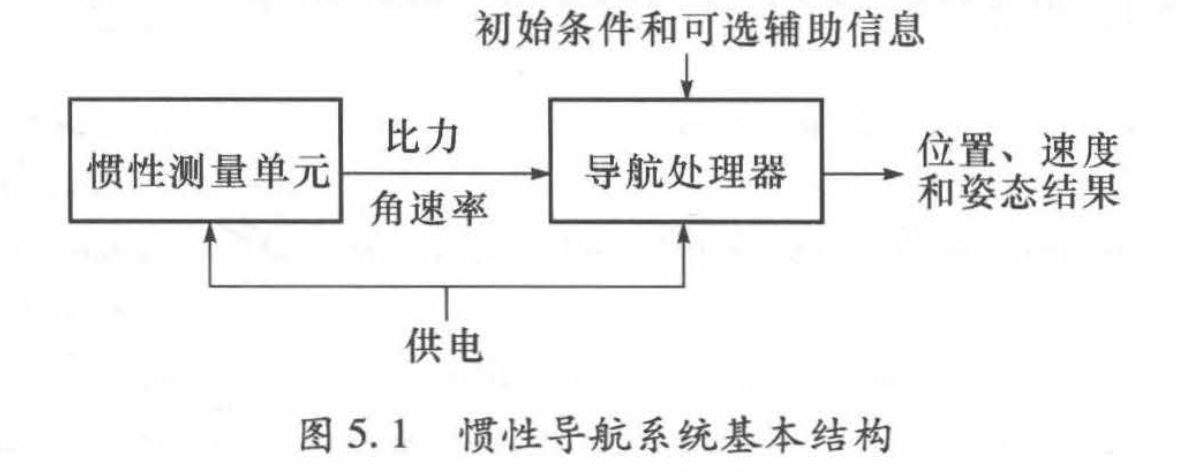 初始条件和可选辅助信息
惯性测量单元
比力
角速率
导航处理器
位置、速度
和姿态结果
供电
图 5.1 惯性导航系统基本结构